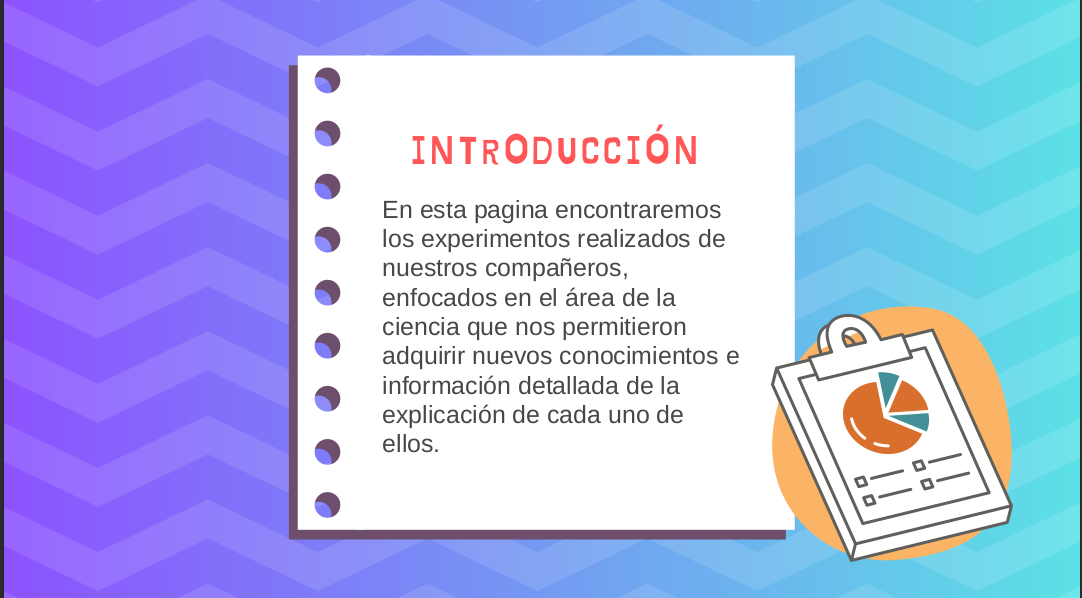 INTRODUCCIÓN
En esta pagina encontraremos
los experimentos realizados de
nuestros compañeros,
enfocados en el área de la
ciencia que nos permitieron
adquirir nuevos conocimientos e
información detallada de la
explicación de cada uno de
ellos.